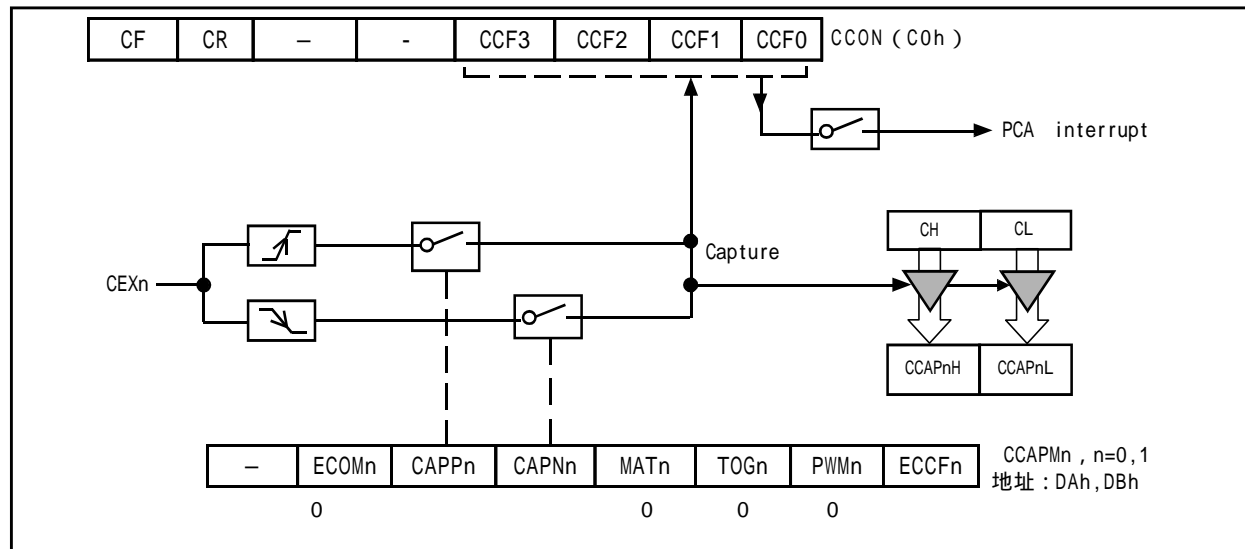 CF CR – - CCF3 CCF2 CCF1 CCF0 CCON (C0h)
PCA interrupt
CH CL
Capture
CEXn
CCAPnH CCAPnL
– ECOMn CAPPn CAPNn MATn TOGn PWMn ECCFn
CCAPMn , n=0,1
地址 : DAh,DBh
0 0 0 0